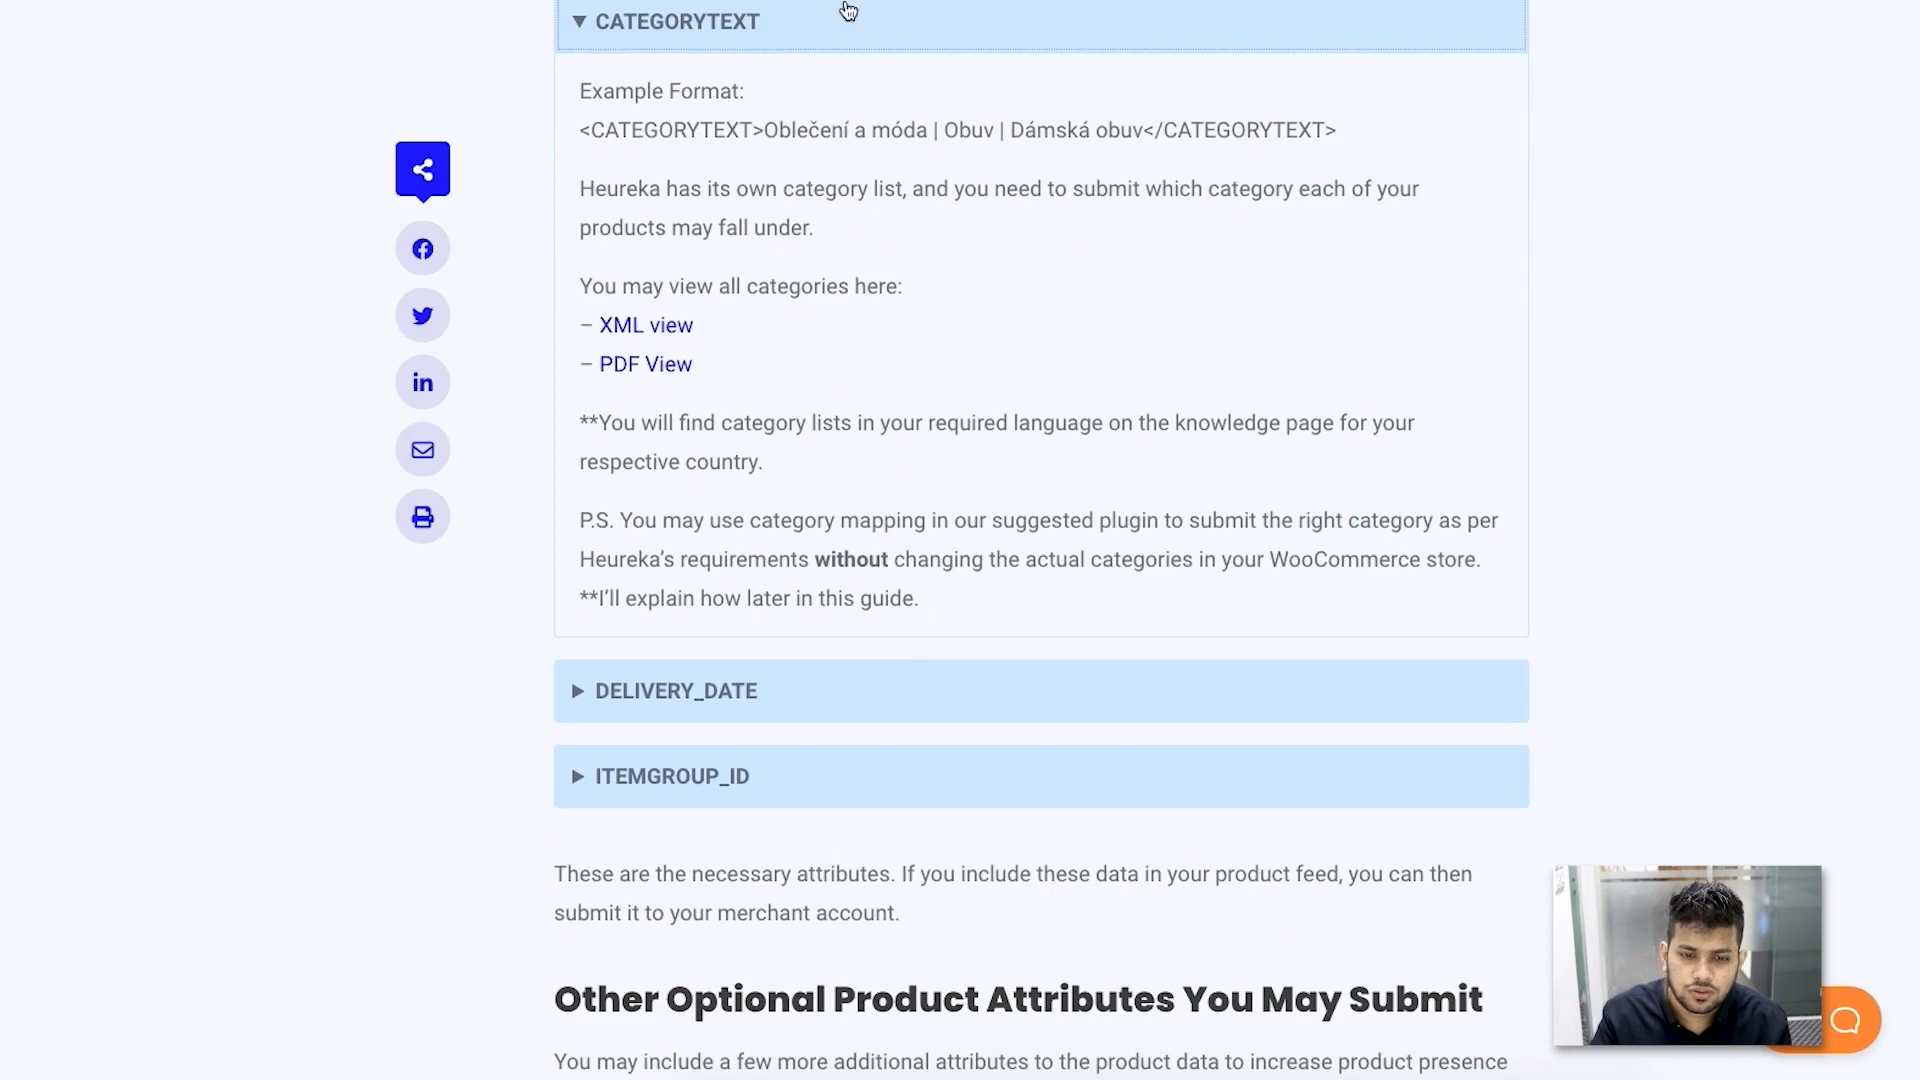 CATEGORYTEXT
Example Format:
<CATEGORYTEXT>Oblečení a móda | Obuv | Dámská obuv</CATEGORYTEXT>
Heureka has its own category list, and you need to submit which category each of your
products may fall under.
You may view all categories here:
– XML view
– PDF View
**You will find category lists in your required language on the knowledge page for your
respective country.
P.S. You may use category mapping in our suggested plugin to submit the right category as per
Heureka’s requirements without changing the actual categories in your WooCommerce store.
**I’ll explain how later in this guide.
DELIVERY_DATE
ITEMGROUP_ID
These are the necessary attributes. If you include these data in your product feed, you can then
submit it to your merchant account.
Other Optional Product Attributes You May Submit
You may include a few more additional attributes to the product data to increase product presence